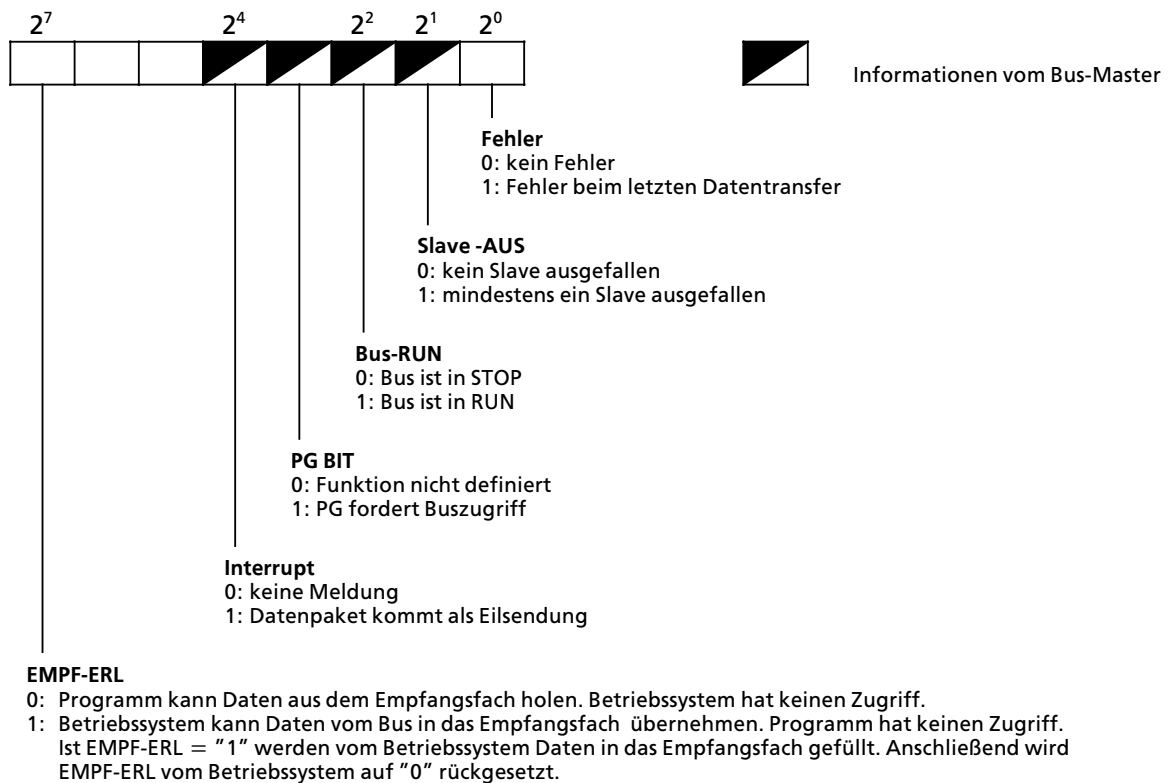 2⁷ 2⁴ 2² 2¹ 2⁰
Informationen vom Bus-Master
Fehler
0: kein Fehler
1: Fehler beim letzten Datentransfer
Slave -AUS
0: kein Slave ausgefallen
1: mindestens ein Slave ausgefallen
Bus-RUN
0: Bus ist in STOP
1: Bus ist in RUN
PG BIT
0: Funktion nicht definiert
1: PG fordert Buszugriff
Interrupt
0: keine Meldung
1: Datenpaket kommt als Eilsendung
EMPF-ERL
0: Programm kann Daten aus dem Empfangsfach holen. Betriebssystem hat keinen Zugriff.
1: Betriebssystem kann Daten vom Bus in das Empfangsfach übernehmen. Programm hat keinen Zugriff.
Ist EMPF-ERL = "1" werden vom Betriebssystem Daten in das Empfangsfach gefüllt. Anschließend wird
EMPF-ERL vom Betriebssystem auf "0" rückgesetzt.